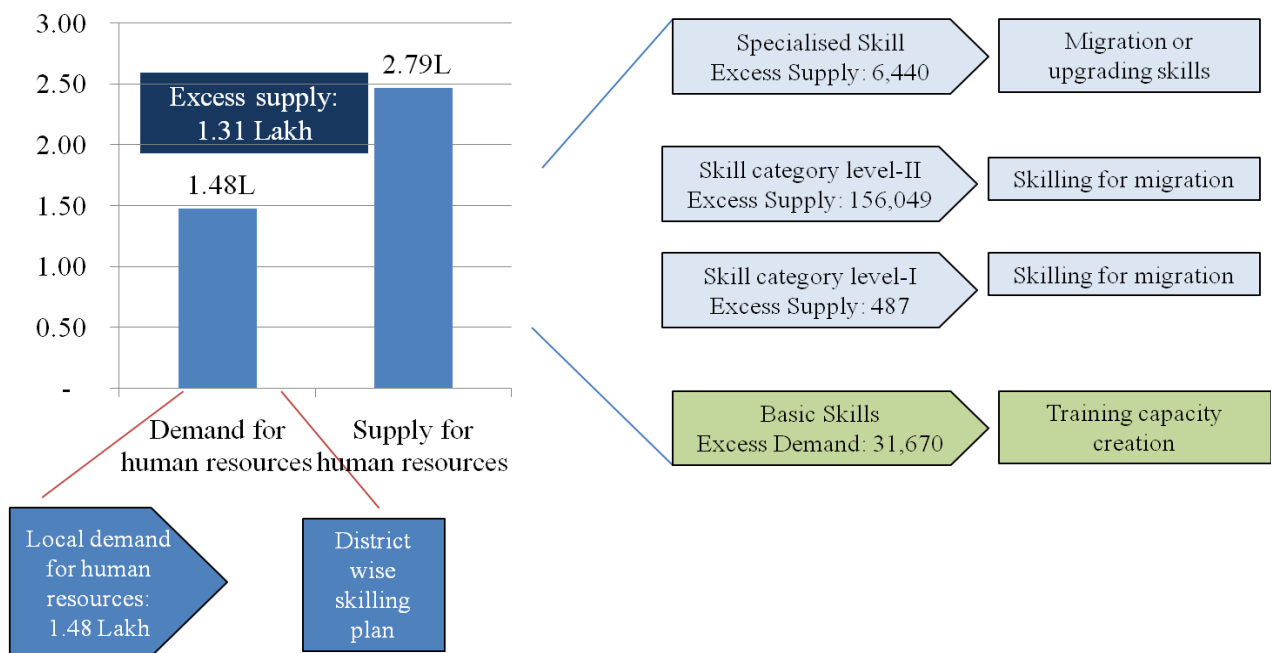 3.00
2.50
2.00
1.50
1.00
0.50
-
2.79L
Excess supply:
1.31 Lakh
1.48L
Demand for
human resources
Supply for
human resources
Local demand
for human
resources:
1.48 Lakh
District
wise
skilling
plan
Specialised Skill
Excess Supply: 6,440
Migration or
upgrading skills
Skill category level-II
Excess Supply: 156,049
Skilling for migration
Skill category level-I
Excess Supply: 487
Skilling for migration
Basic Skills
Excess Demand: 31,670
Training capacity
creation